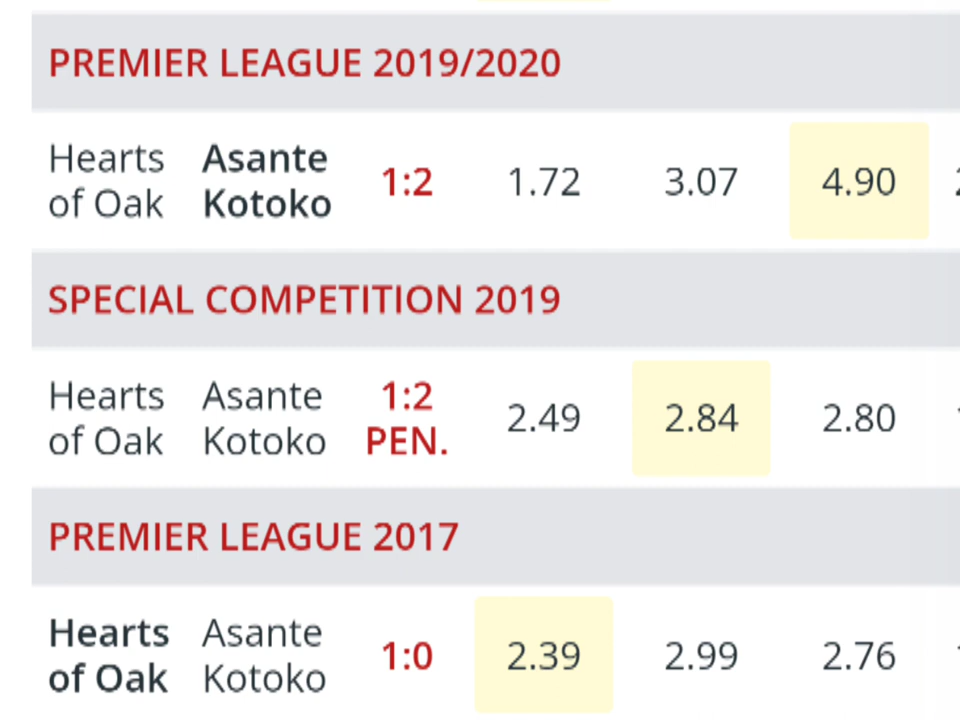 PREMIER LEAGUE 2019/2020
Hearts of Oak Asante Kotoko 1:2 1.72 3.07 4.90
SPECIAL COMPETITION 2019
Hearts of Oak Asante Kotoko 1:2 PEN. 2.49 2.84 2.80
PREMIER LEAGUE 2017
Hearts of Oak Asante Kotoko 1:0 2.39 2.99 2.76